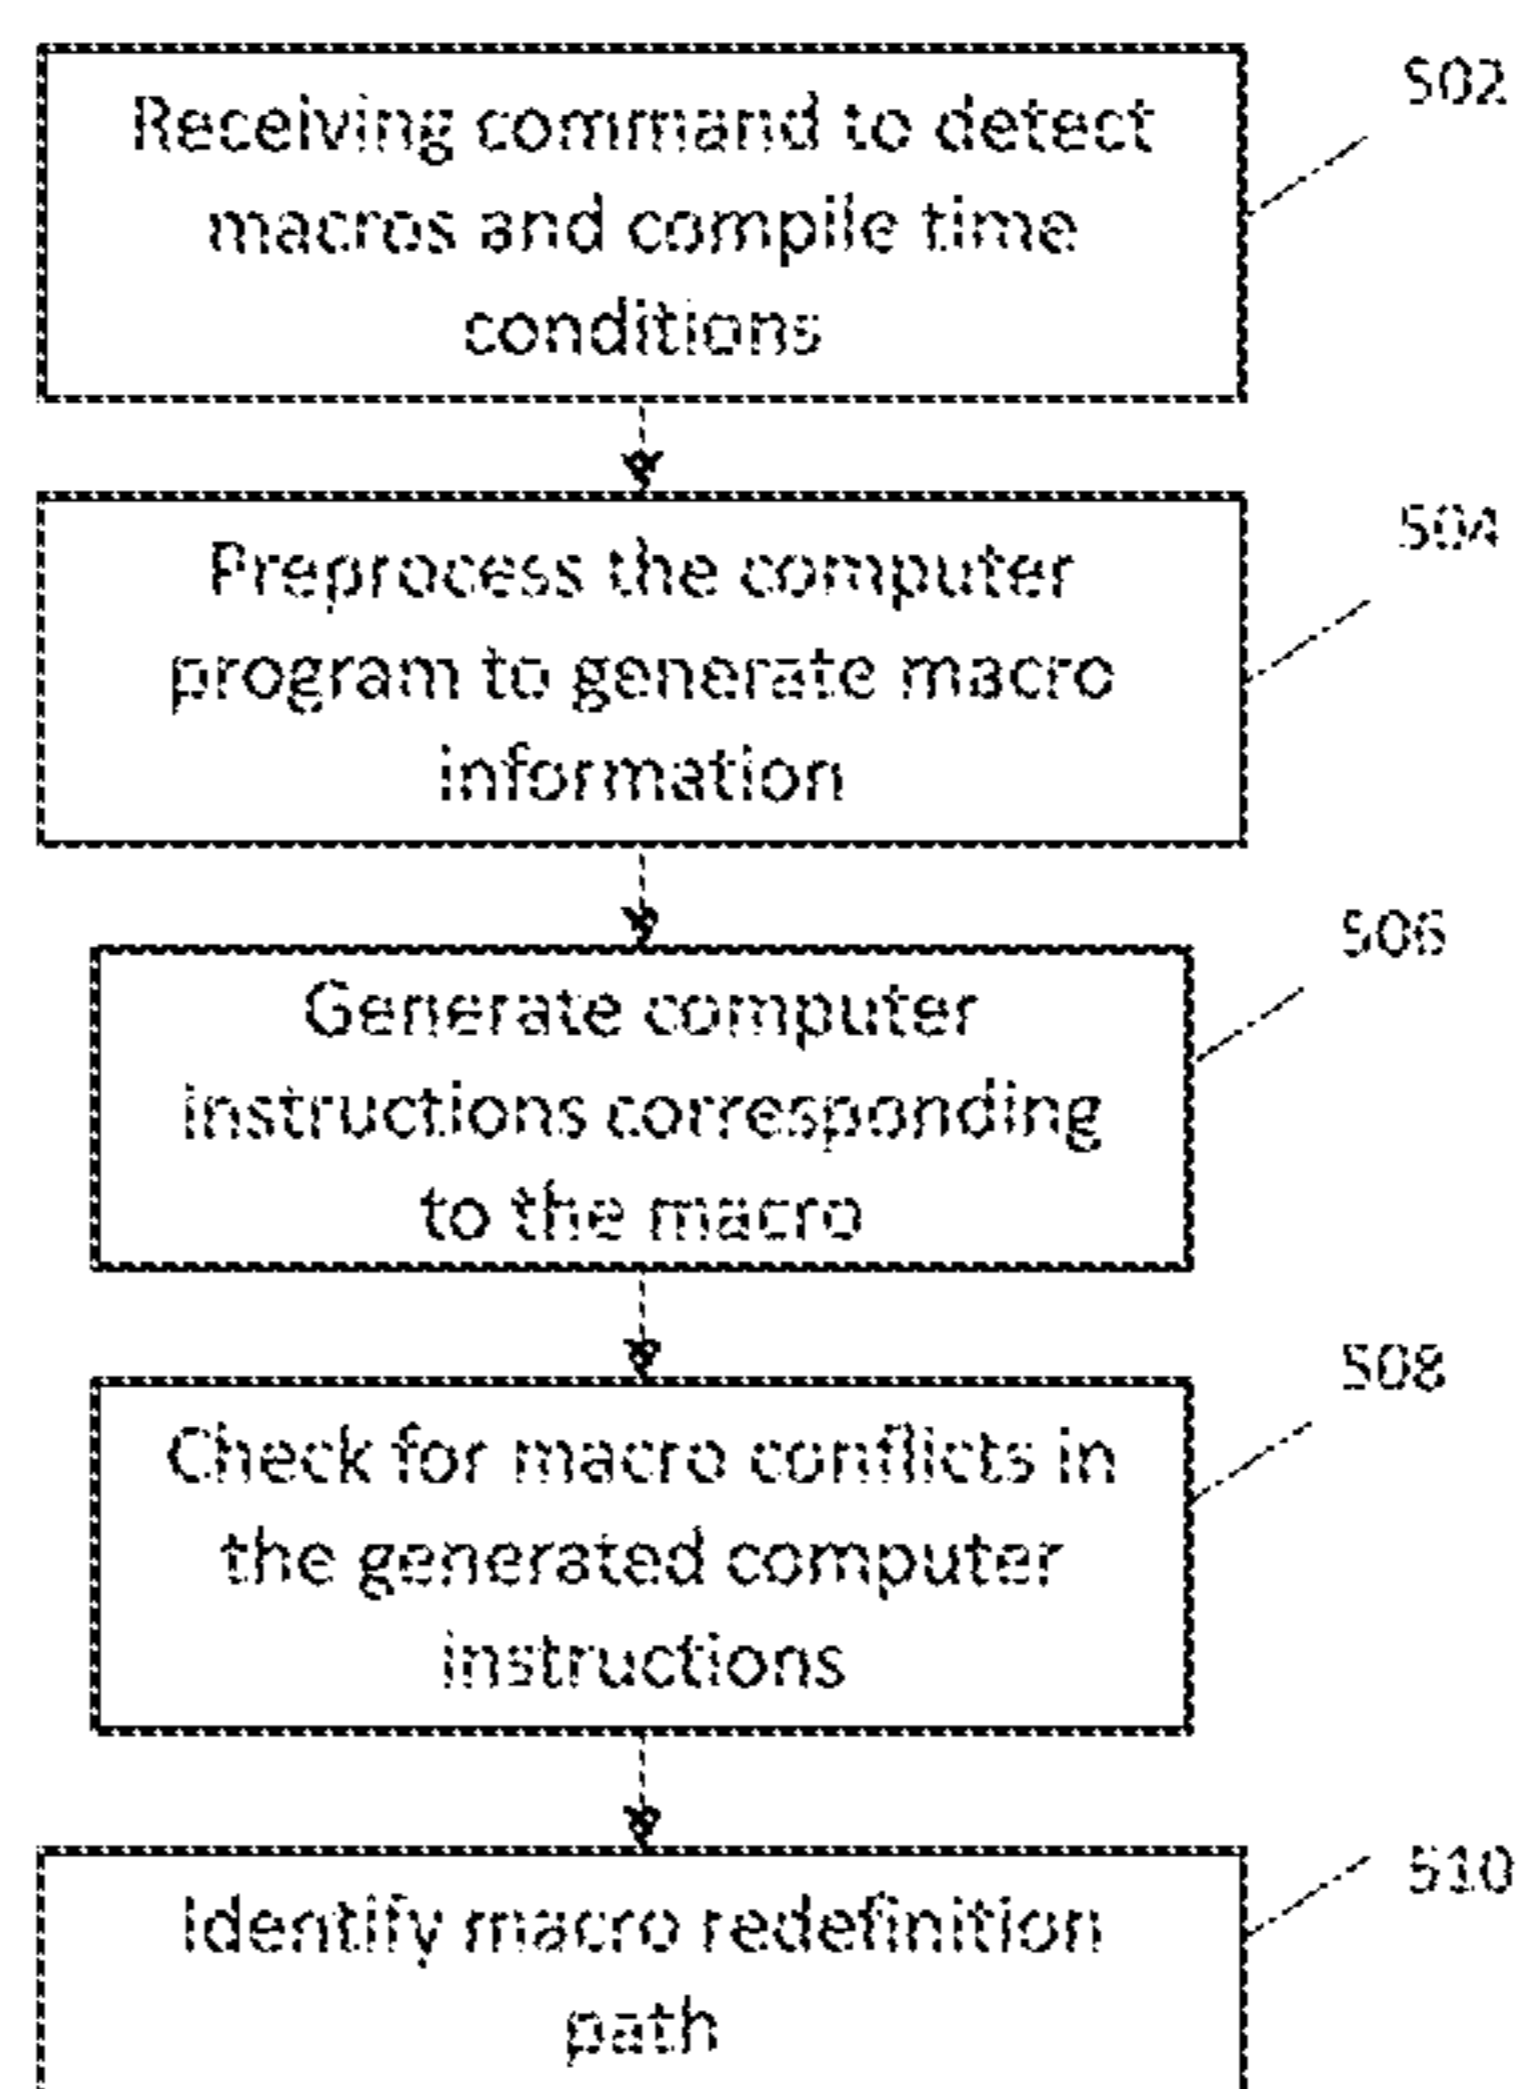 502
Receiving command to detect
macros and compile time
conditions
504
Preprocess the computer
program to generate macro
information
506
Generate computer
instructions corresponding
to the macro
508
Check for macro conflicts in
the generated computer
instructions
510
Identify macro redefinition
path